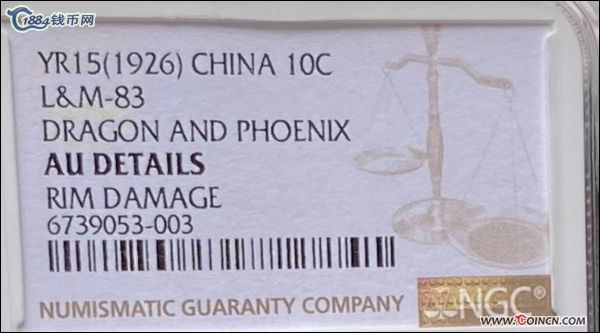 1884钱币网
YR15(1926) CHINA 10C
L&M-83
DRAGON AND PHOENIX
AU DETAILS
RIM DAMAGE
6739053-003
NUMISMATIC GUARANTY COMPANY
NGC
WWW.COINCN.COM